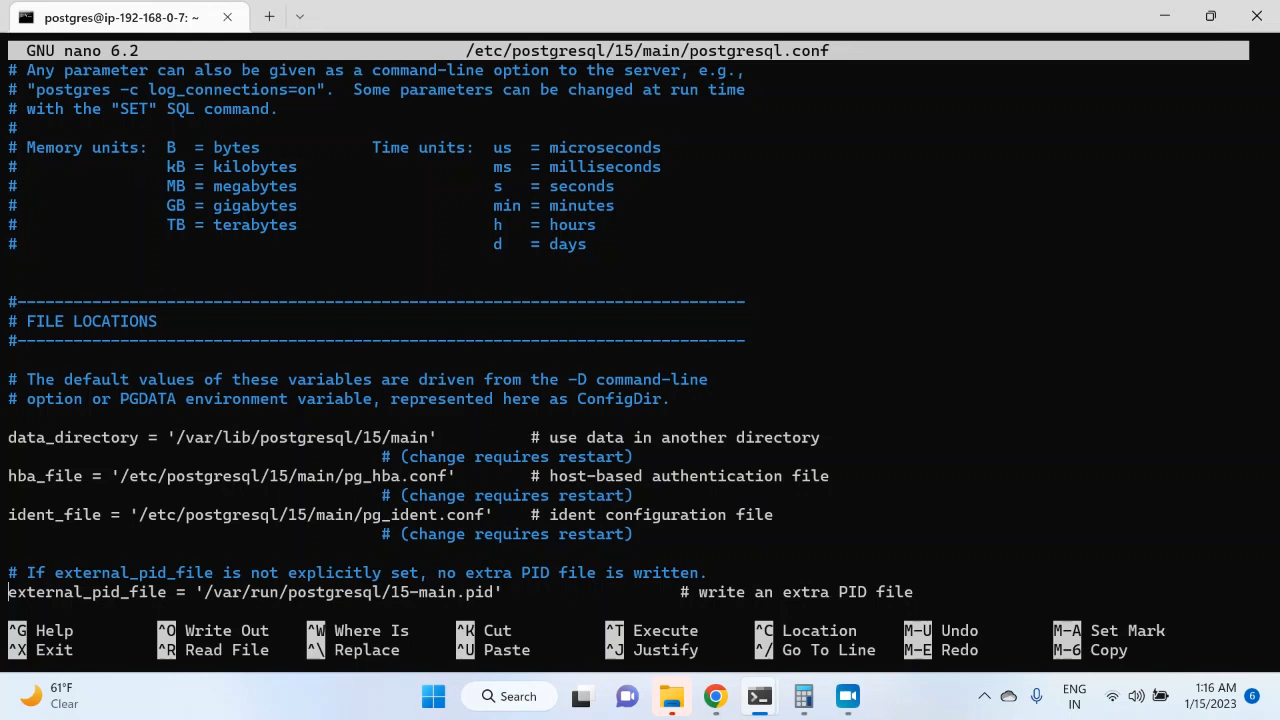 postgres@ip-192-168-0-7: ~
GNU nano 6.2 /etc/postgresql/15/main/postgresql.conf
# Any parameter can also be given as a command-line option to the server, e.g.,
# "postgres -c log_connections=on".  Some parameters can be changed at run time
# with the "SET" SQL command.
#
# Memory units:  B  = bytes            Time units:  us  = microseconds
#                kB = kilobytes                     ms  = milliseconds
#                MB = megabytes                     s   = seconds
#                GB = gigabytes                     min = minutes
#                TB = terabytes                     h   = hours
#                                                   d   = days
#------------------------------------------------------------------------------
# FILE LOCATIONS
#------------------------------------------------------------------------------
# The default values of these variables are driven from the -D command-line
# option or PGDATA environment variable, represented here as ConfigDir.
data_directory = '/var/lib/postgresql/15/main'          # use data in another directory
                                        # (change requires restart)
hba_file = '/etc/postgresql/15/main/pg_hba.conf'        # host-based authentication file
                                        # (change requires restart)
ident_file = '/etc/postgresql/15/main/pg_ident.conf'    # ident configuration file
                                        # (change requires restart)
# If external_pid_file is not explicitly set, no extra PID file is written.
external_pid_file = '/var/run/postgresql/15-main.pid'                   # write an extra PID file
^G Help ^O Write Out ^W Where Is ^K Cut ^T Execute ^C Location M-U Undo M-A Set Mark
^X Exit ^R Read File ^\ Replace ^U Paste ^J Justify ^/ Go To Line M-E Redo M-6 Copy
61°F
Clear
Search
ENG
IN
1:16 AM
1/15/2023
6